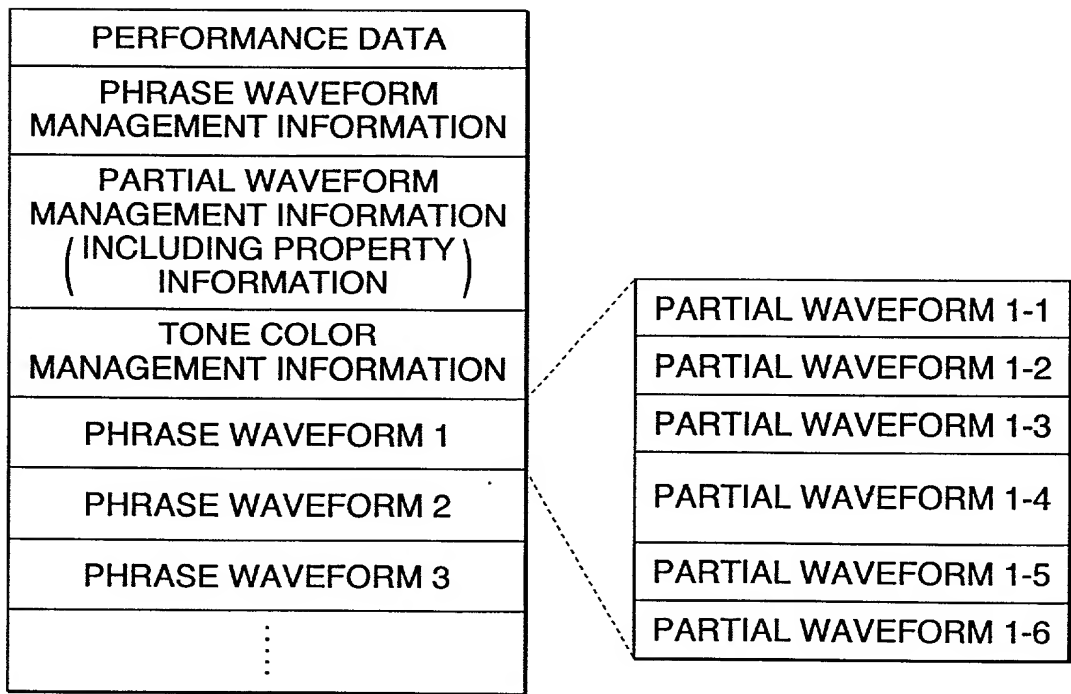 PERFORMANCE DATA
PHRASE WAVEFORM
MANAGEMENT INFORMATION
PARTIAL WAVEFORM
MANAGEMENT INFORMATION
(INCLUDING PROPERTY
INFORMATION)
TONE COLOR
MANAGEMENT INFORMATION
PHRASE WAVEFORM 1
PHRASE WAVEFORM 2
PHRASE WAVEFORM 3
PARTIAL WAVEFORM 1-1
PARTIAL WAVEFORM 1-2
PARTIAL WAVEFORM 1-3
PARTIAL WAVEFORM 1-4
PARTIAL WAVEFORM 1-5
PARTIAL WAVEFORM 1-6